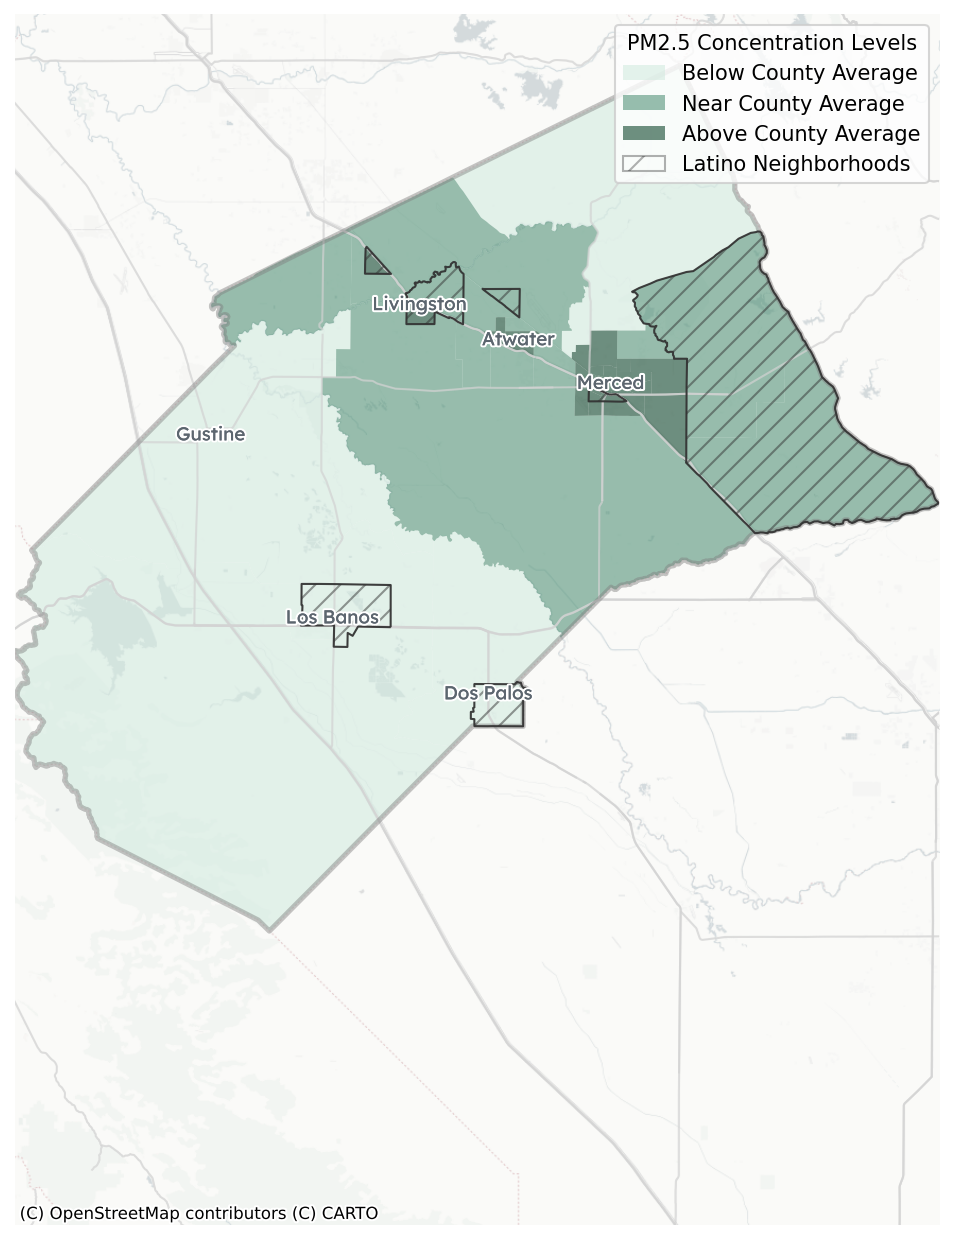 PM2.5 Concentration Levels
Below County Average
Near County Average
Above County Average
Latino Neighborhoods
Livingston
Atwater
Merced
Gustine
Los Banos
Dos Palos
(C) OpenStreetMap contributors (C) CARTO